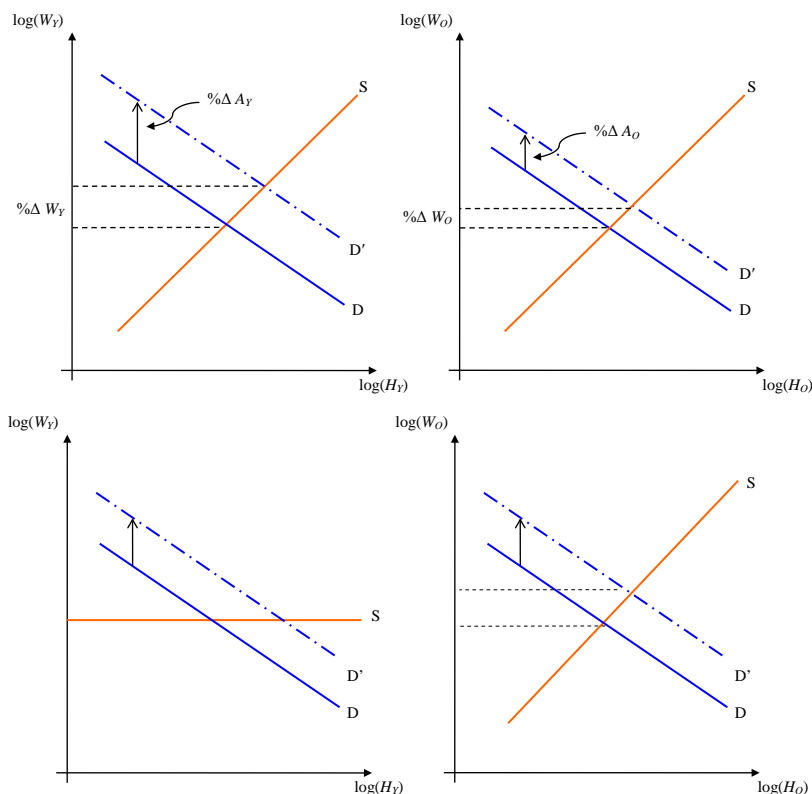 log(W_Y)
S
%Δ A_Y
%Δ W_Y
D'
D
log(H_Y)
log(W_O)
S
%Δ A_O
%Δ W_O
D'
D
log(H_O)
log(W_Y)
S
D’
D
log(H_Y)
log(W_O)
S
D’
D
log(H_O)